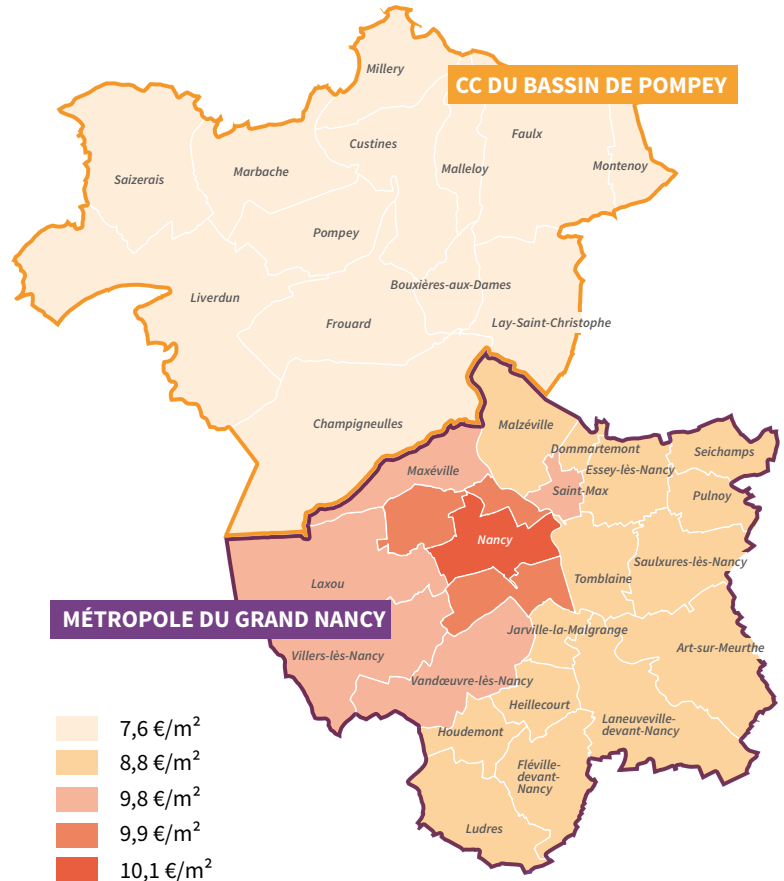 Millery
CC DU BASSIN DE POMPEY
Custines
Faulx
Malleloy
Montenoy
Marbache
Saizerais
Pompey
Bouxières-aux-Dames
Liverdun
Frouard
Lay-Saint-Christophe
Champigneulles
Malzéville
Dommartemont
Seichamps
Maxéville
Essey-lès-Nancy
Saint-Max
Pulnoy
Nancy
Laxou
Tomblaine
Saulxures-lès-Nancy
MÉTROPOLE DU GRAND NANCY
Jarville-la-Malgrange
Villers-lès-Nancy
Art-sur-Meurthe
Vandœuvre-lès-Nancy
Heillecourt
Houdemont
Laneuveville-
devant-Nancy
Fléville-
devant-
Nancy
Ludres
7,6 €/m²
8,8 €/m²
9,8 €/m²
9,9 €/m²
10,1 €/m²